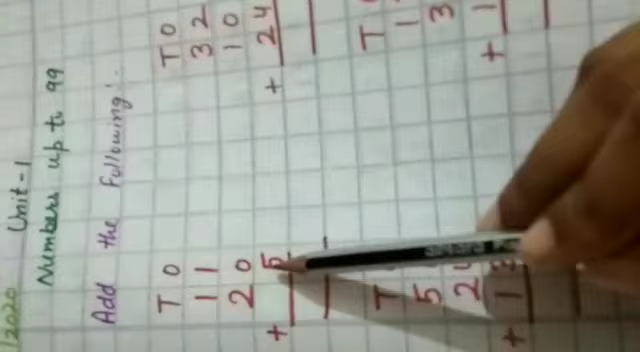 /2020 Unit-1
Numbers up to 99
Add the Following:-
T O T O
1 1 3 2
2 0 1 0
+ 5 + 2 4
T T
5 1
2 3
+ 1 + 1